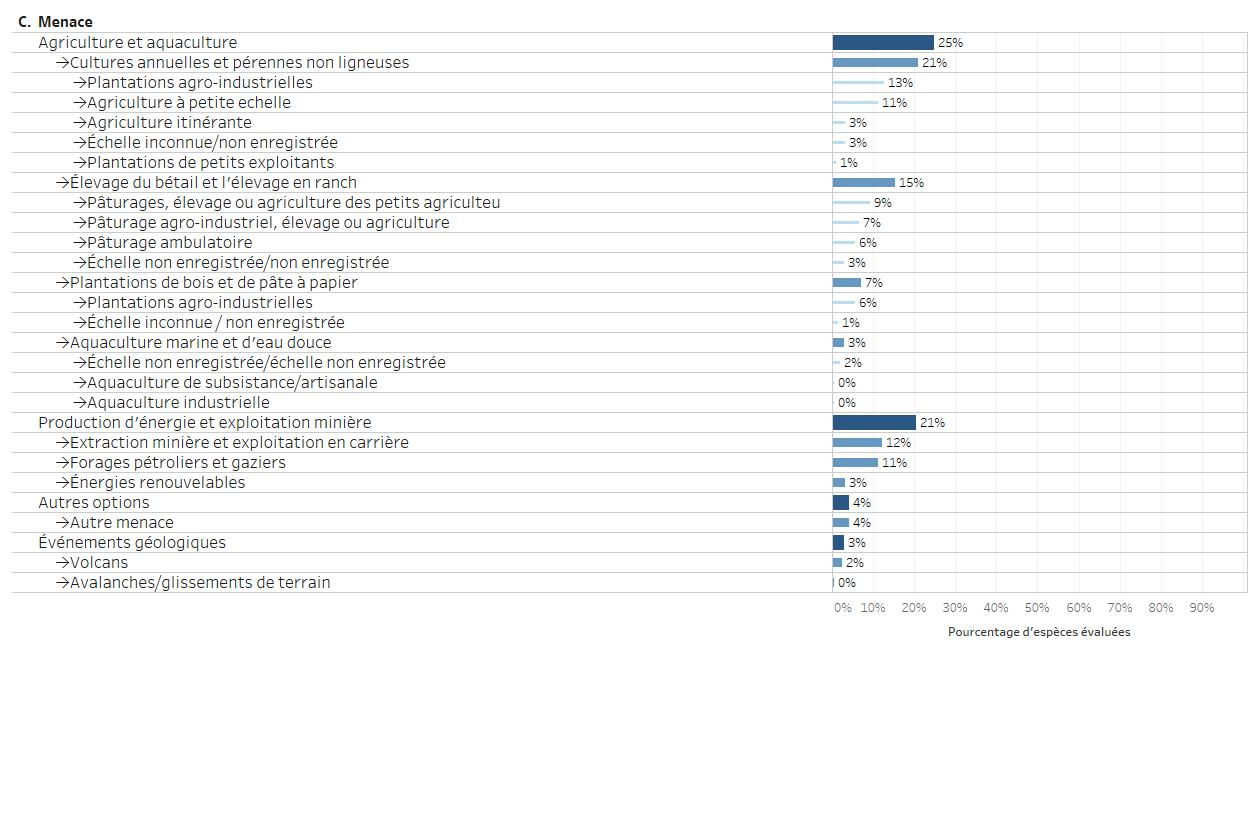 C. Menace
Agriculture et aquaculture 25%
→Cultures annuelles et pérennes non ligneuses 21%
→Plantations agro-industrielles 13%
→Agriculture à petite echelle 11%
→Agriculture itinérante 3%
→Échelle inconnue/non enregistrée 3%
→Plantations de petits exploitants 1%
→Élevage du bétail et l'élevage en ranch 15%
→Pâturages, élevage ou agriculture des petits agriculteu 9%
→Pâturage agro-industriel, élevage ou agriculture 7%
→Pâturage ambulatoire 6%
→Échelle non enregistrée/non enregistrée 3%
→Plantations de bois et de pâte à papier 7%
→Plantations agro-industrielles 6%
→Échelle inconnue / non enregistrée 1%
→Aquaculture marine et d'eau douce 3%
→Échelle non enregistrée/échelle non enregistrée 2%
→Aquaculture de subsistance/artisanale 0%
→Aquaculture industrielle 0%
Production d'énergie et exploitation minière 21%
→Extraction minière et exploitation en carrière 12%
→Forages pétroliers et gaziers 11%
→Énergies renouvelables 3%
Autres options 4%
→Autre menace 4%
Événements géologiques 3%
→Volcans 2%
→Avalanches/glissements de terrain 0%
0% 10% 20% 30% 40% 50% 60% 70% 80% 90%
Pourcentage d'espèces évaluées